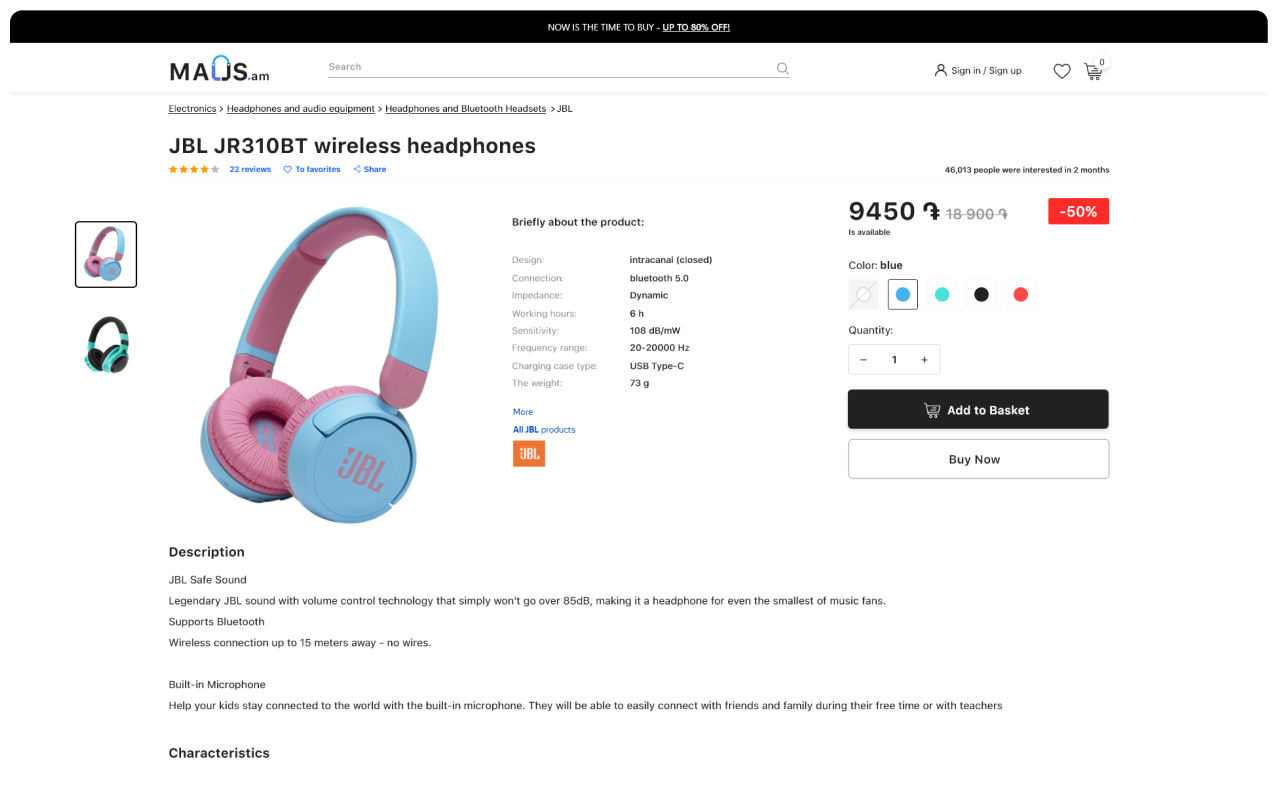 NOW IS THE TIME TO BUY - UP TO 80% OFF!
MAUS.am
Search
Sign in / Sign up
0
Electronics > Headphones and audio equipment > Headphones and Bluetooth Headsets > JBL
JBL JR310BT wireless headphones
22 reviews
To favorites
Share
46,013 people were interested in 2 months
JBL
Briefly about the product:
Design: intracanal (closed)
Connection: bluetooth 5.0
Impedance: Dynamic
Working hours: 6 h
Sensitivity: 108 dB/mW
Frequency range: 20-20000 Hz
Charging case type: USB Type-C
The weight: 73 g
More
All JBL products
JBL
9450 ֏ 18 900 ֏
-50%
Is available
Color: blue
Quantity:
− 1 +
Add to Basket
Buy Now
Description
JBL Safe Sound
Legendary JBL sound with volume control technology that simply won't go over 85dB, making it a headphone for even the smallest of music fans.
Supports Bluetooth
Wireless connection up to 15 meters away - no wires.
Built-in Microphone
Help your kids stay connected to the world with the built-in microphone. They will be able to easily connect with friends and family during their free time or with teachers
Characteristics